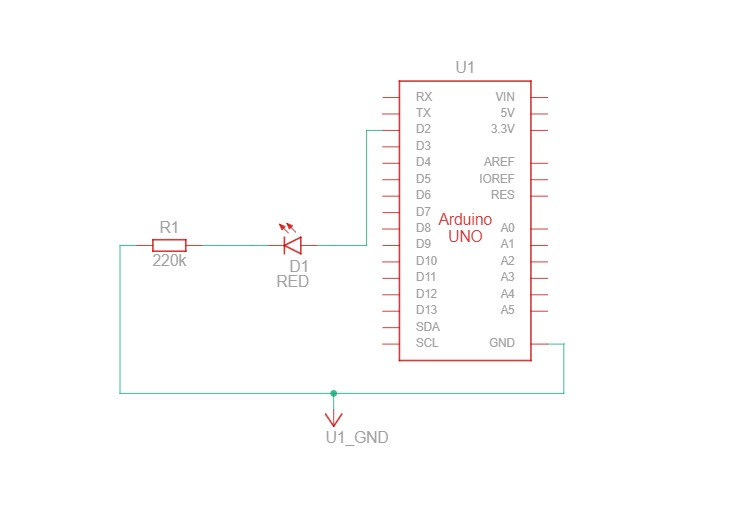 U1
RX
VIN
TX
5V
D2
3.3V
D3
D4
AREF
D5
IOREF
D6
RES
D7
Arduino
UNO
D8
A0
D9
A1
D10
A2
D11
A3
D12
A4
D13
A5
SDA
SCL
GND
R1
220k
D1
RED
U1_GND